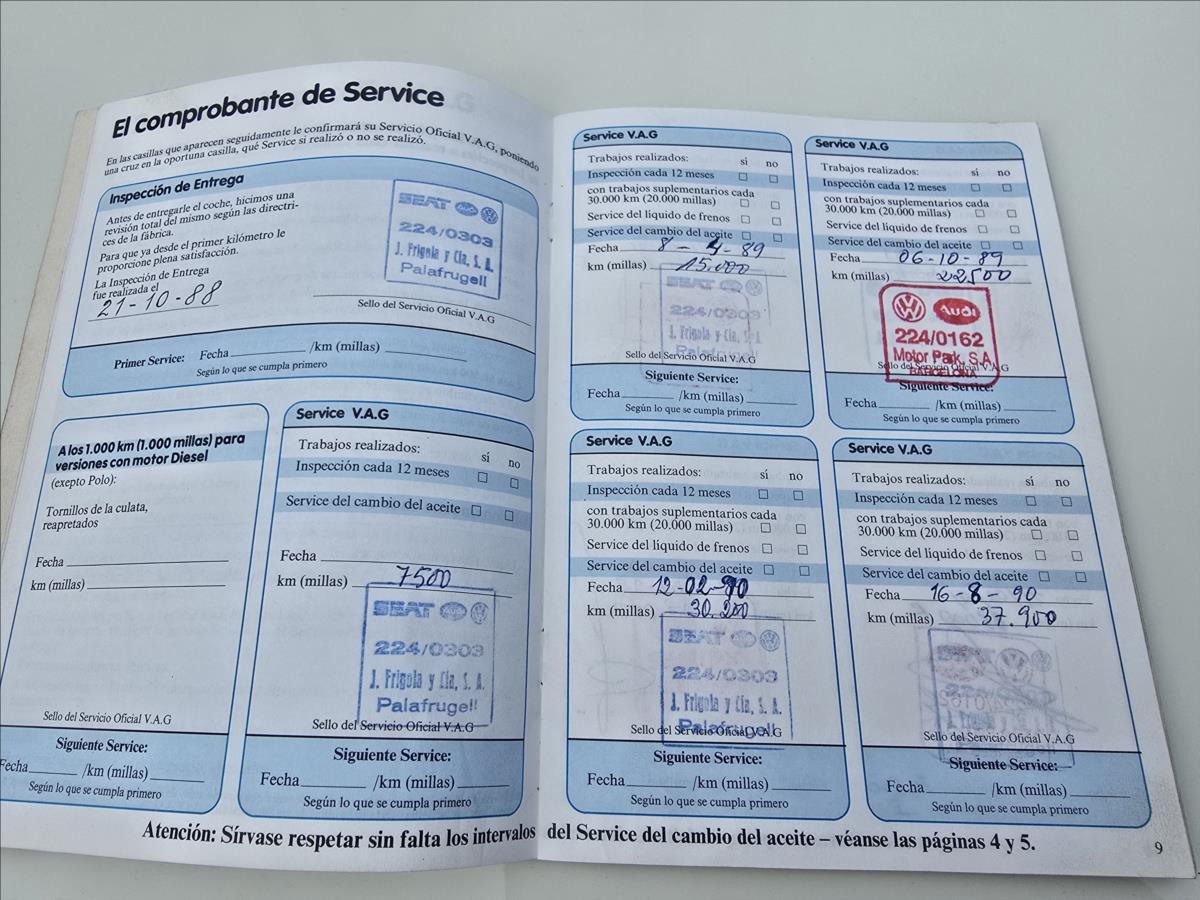 El comprobante de Service
En las casillas que aparecen seguidamente le confirmará su Servicio Oficial V.A.G, poniendo
una cruz en la oportuna casilla, qué Service si realizó o no se realizó.
Inspección de Entrega
Antes de entregarle el coche, hicimos una
revisión total del mismo según las directri-
ces de la fábrica.
Para que ya desde el primer kilómetro le
proporcione plena satisfacción.
La Inspección de Entrega
fue realizada el
21-10-88
SEAT Audi
224/0303
J. Frigola y Cía, S. A.
Palafrugell
Sello del Servicio Oficial V.A.G
Primer Service: Fecha /km (millas)
Según lo que se cumpla primero
A los 1.000 km (1.000 millas) para
versiones con motor Diesel
(exepto Polo):
Tornillos de la culata,
reapretados
Fecha
km (millas)
Sello del Servicio Oficial V.A.G
Siguiente Service:
Fecha /km (millas)
Según lo que se cumpla primero
Service V.A.G
Trabajos realizados:
sí no
Inspección cada 12 meses
Service del cambio del aceite
Fecha
km (millas) 7500
SEAT Audi
224/0303
J. Frigola y Cía, S. A.
Palafrugell
Sello del Servicio Oficial V.A.G
Siguiente Service:
Fecha /km (millas)
Según lo que se cumpla primero
Service V.A.G
Trabajos realizados: sí no
Inspección cada 12 meses
con trabajos suplementarios cada
30.000 km (20.000 millas)
Service del líquido de frenos
Service del cambio del aceite
Fecha 8-4-89
km (millas) 15.000
SEAT
224/0303
J. Frigola y Cía, S. A.
Palafrugell
Sello del Servicio Oficial V.A.G
Siguiente Service:
Fecha /km (millas)
Según lo que se cumpla primero
Service V.A.G
Trabajos realizados: sí no
Inspección cada 12 meses
con trabajos suplementarios cada
30.000 km (20.000 millas)
Service del líquido de frenos
Service del cambio del aceite
Fecha 06-10-89
km (millas) 22500
Audi
224/0162
Motor Park, S.A.
BARCELONA
Sello del Servicio Oficial V.A.G
Siguiente Service:
Fecha /km (millas)
Según lo que se cumpla primero
Service V.A.G
Trabajos realizados: sí no
Inspección cada 12 meses
con trabajos suplementarios cada
30.000 km (20.000 millas)
Service del líquido de frenos
Service del cambio del aceite
Fecha 12-02-90
km (millas) 30.200
SEAT
224/0303
J. Frigola y Cía, S. A.
Palafrugell
Sello del Servicio Oficial V.A.G
Siguiente Service:
Fecha /km (millas)
Según lo que se cumpla primero
Service V.A.G
Trabajos realizados: sí no
Inspección cada 12 meses
con trabajos suplementarios cada
30.000 km (20.000 millas)
Service del líquido de frenos
Service del cambio del aceite
Fecha 16-8-90
km (millas) 37.900
SEAT
Sello del Servicio Oficial V.A.G
Siguiente Service:
Fecha /km (millas)
Según lo que se cumpla primero
Atención: Sírvase respetar sin falta los intervalos del Service del cambio del aceite – véanse las páginas 4 y 5.
9